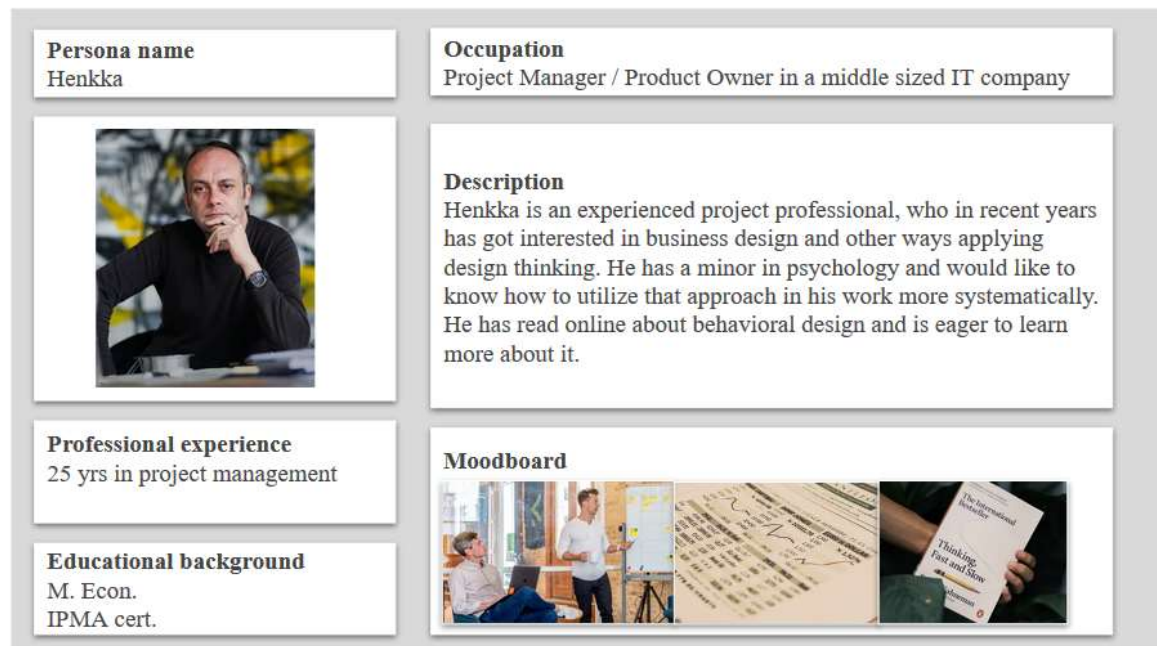 Persona name
Henkka
Occupation
Project Manager / Product Owner in a middle sized IT company
Description
Henkka is an experienced project professional, who in recent years
has got interested in business design and other ways applying
design thinking. He has a minor in psychology and would like to
know how to utilize that approach in his work more systematically.
He has read online about behavioral design and is eager to learn
more about it.
Professional experience
25 yrs in project management
Educational background
M. Econ.
IPMA cert.
Moodboard
The International
Bestseller
Thinking,
Fast and Slow